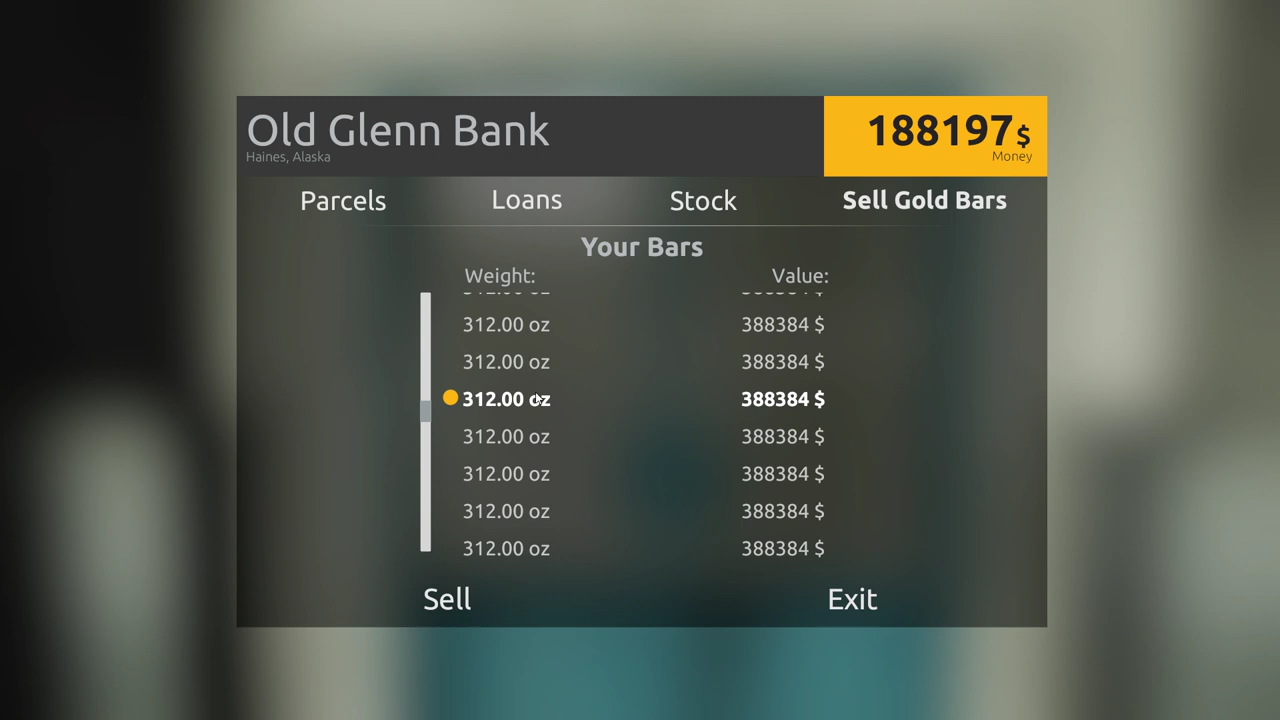 Old Glenn Bank
Haines, Alaska
188197$
Money
Parcels Loans Stock Sell Gold Bars
Your Bars
Weight: Value:
312.00 oz 388384 $
312.00 oz 388384 $
312.00 oz 388384 $
312.00 oz 388384 $
312.00 oz 388384 $
312.00 oz 388384 $
312.00 oz 388384 $
Sell Exit